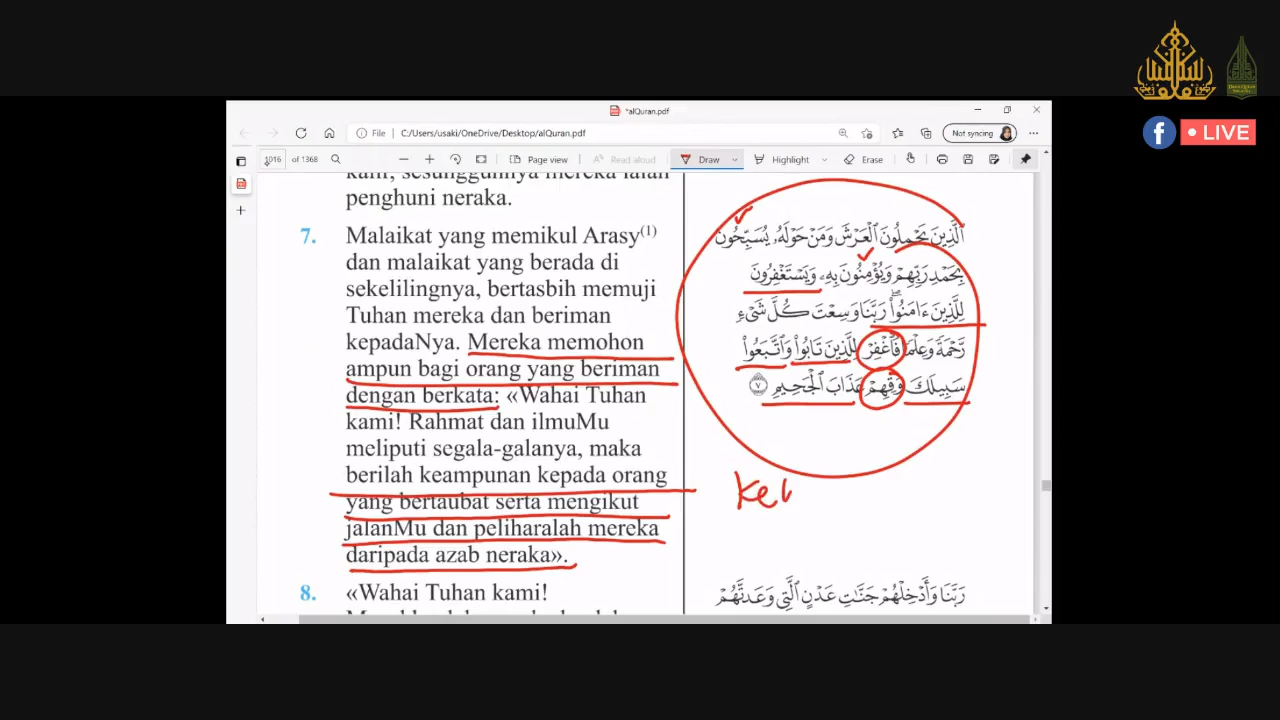 LIVE
*alQuran.pdf
File C:/Users/usaki/OneDrive/Desktop/alQuran.pdf Not syncing
1016 of 1368 Page view Read aloud Draw Highlight Erase
kami, sesungguhnya mereka ialah
penghuni neraka.
7. Malaikat yang memikul Arasy(1)
dan malaikat yang berada di
sekelilingnya, bertasbih memuji
Tuhan mereka dan beriman
kepadaNya. Mereka memohon
ampun bagi orang yang beriman
dengan berkata: «Wahai Tuhan
kami! Rahmat dan ilmuMu
meliputi segala-galanya, maka
berilah keampunan kepada orang
yang bertaubat serta mengikut
jalanMu dan peliharalah mereka
daripada azab neraka».
8. «Wahai Tuhan kami!
ٱلَّذِينَ يَحْمِلُونَ ٱلْعَرْشَ وَمَنْ حَوْلَهُۥ يُسَبِّحُونَ
بِحَمْدِ رَبِّهِمْ وَيُؤْمِنُونَ بِهِۦ وَيَسْتَغْفِرُونَ
لِلَّذِينَ ءَامَنُوا۟ ۖ رَبَّنَا وَسِعْتَ كُلَّ شَىْءٍ
رَّحْمَةً وَعِلْمًا فَٱغْفِرْ لِلَّذِينَ تَابُوا۟ وَٱتَّبَعُوا۟
سَبِيلَكَ وَقِهِمْ عَذَابَ ٱلْجَحِيمِ ٧
Kel
رَبَّنَا وَأَدْخِلْهُمْ جَنَّـٰتِ عَدْنٍ ٱلَّتِى وَعَدتَّهُمْ